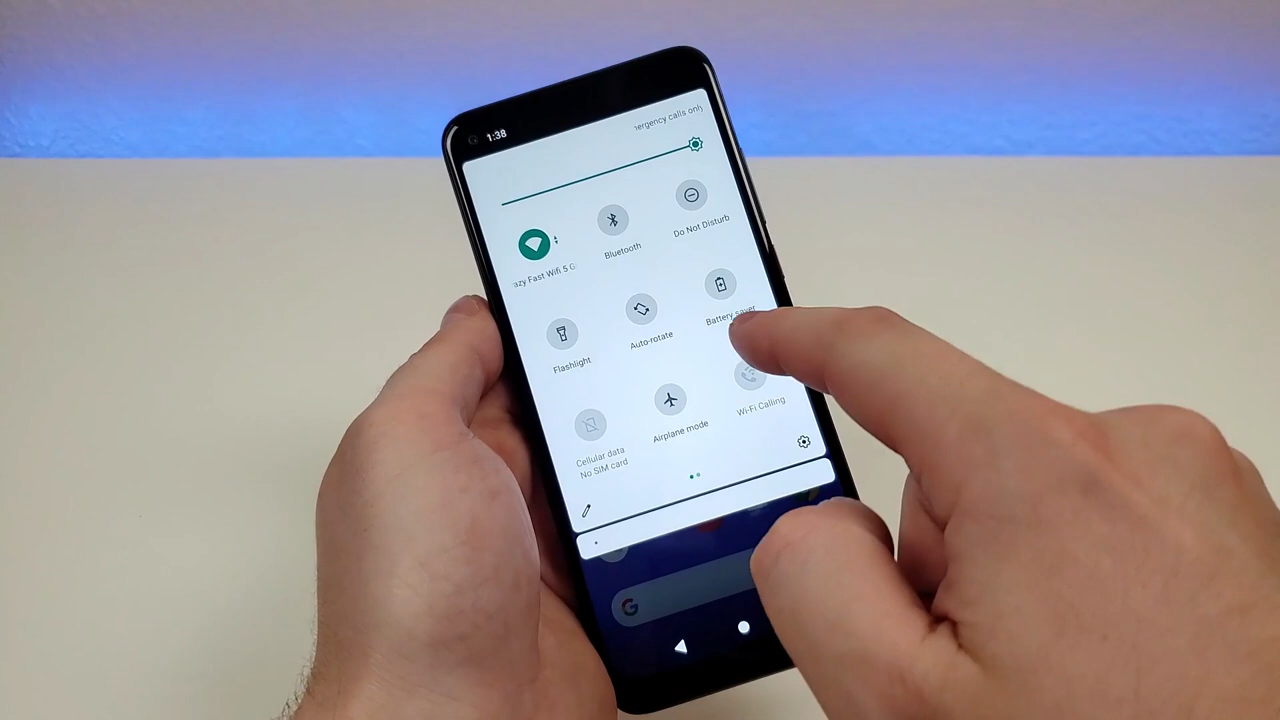 1:38
ergency calls only
azy Fast Wifi 5 G
Bluetooth
Do Not Disturb
Flashlight
Auto-rotate
Battery saver
Cellular data
No SIM card
Airplane mode
Wi-Fi Calling
G